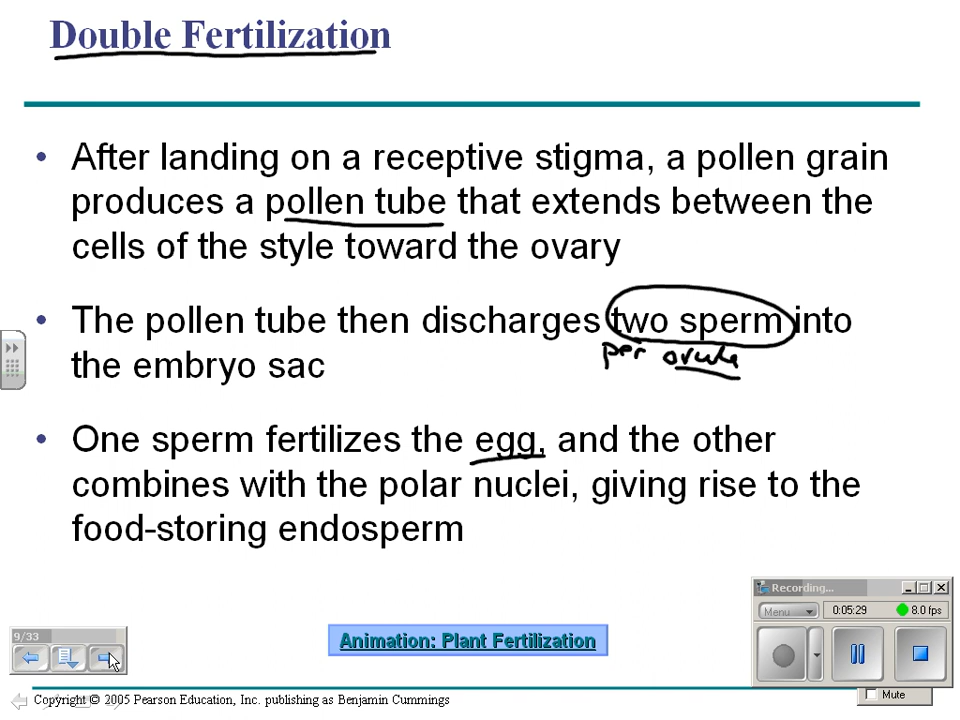 Double Fertilization
• After landing on a receptive stigma, a pollen grain
produces a pollen tube that extends between the
cells of the style toward the ovary
• The pollen tube then discharges two sperm into
per ovule
the embryo sac
• One sperm fertilizes the egg, and the other
combines with the polar nuclei, giving rise to the
food-storing endosperm
Recording...
Menu 0:05:29 8.0 fps
9/33
Animation: Plant Fertilization
Mute
Copyright © 2005 Pearson Education, Inc. publishing as Benjamin Cummings